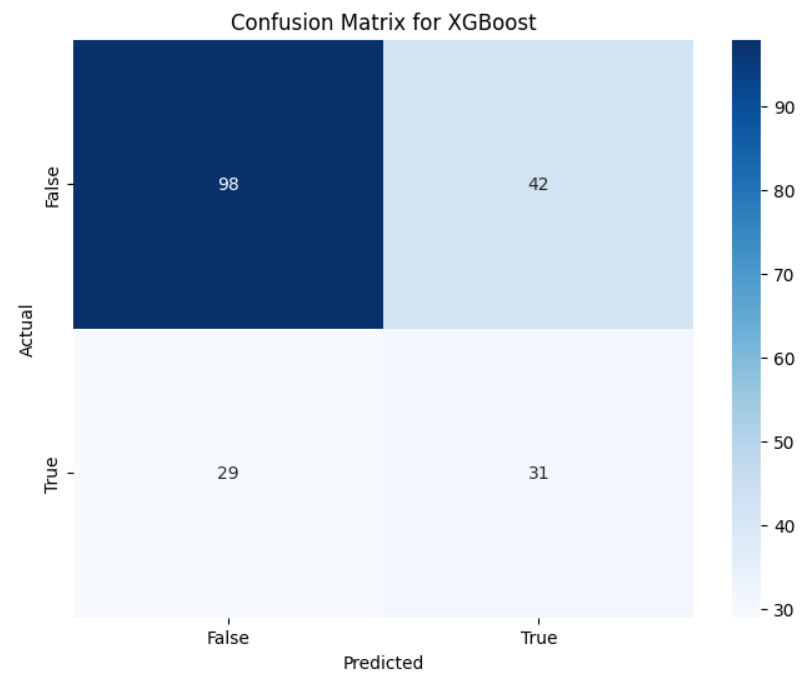 Confusion Matrix for XGBoost
98
42
29
31
False
True
Actual
False
True
Predicted
90
80
70
60
50
40
30